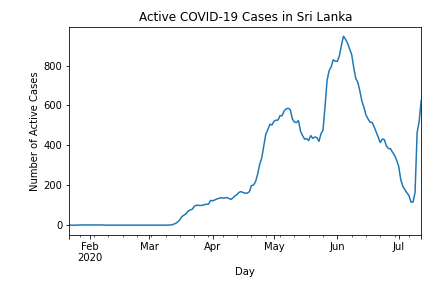 Active COVID-19 Cases in Sri Lanka
Number of Active Cases
800
600
400
200
0
Feb
2020
Mar
Apr
May
Jun
Jul
Day